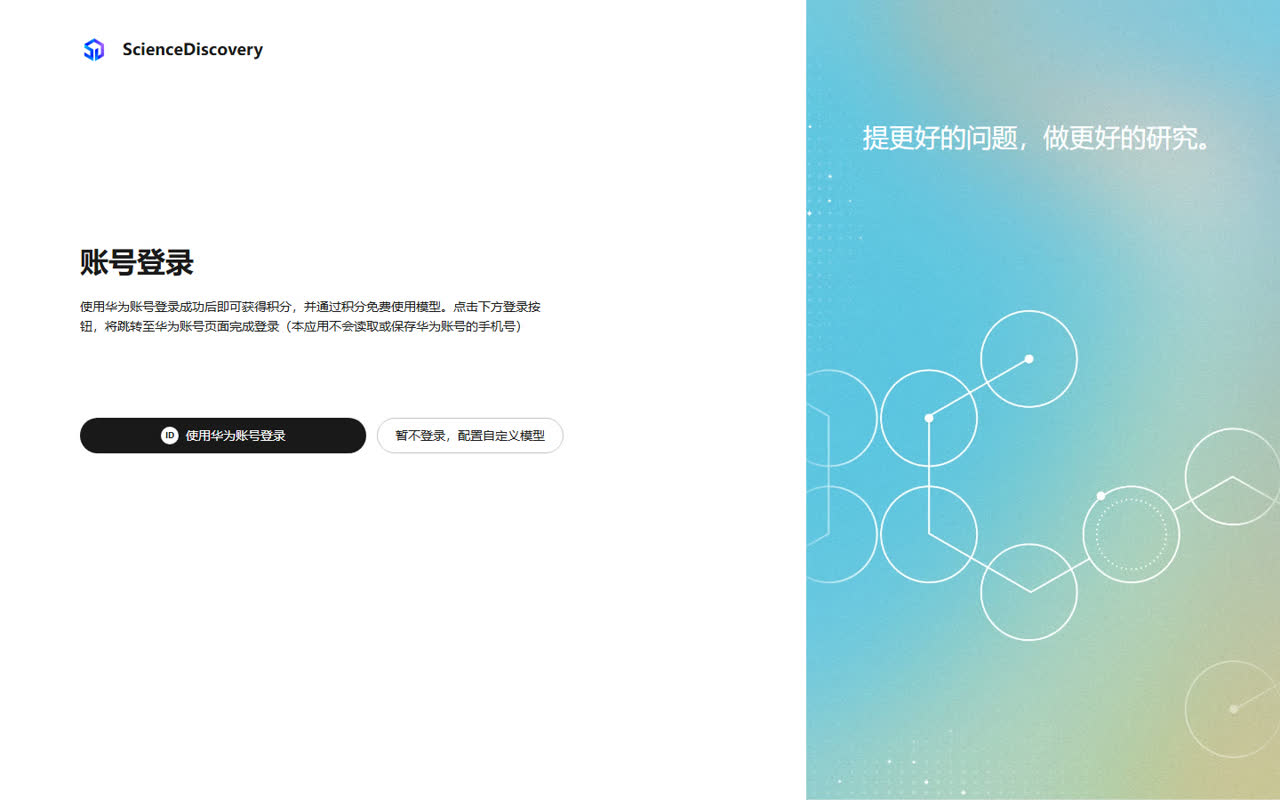 ScienceDiscovery
提更好的问题，做更好的研究。
账号登录
使用华为账号登录成功后即可获得积分，并通过积分免费使用模型。点击下方登录按
钮，将跳转至华为账号页面完成登录（本应用不会读取或保存华为账号的手机号）
ID 使用华为账号登录
暂不登录，配置自定义模型